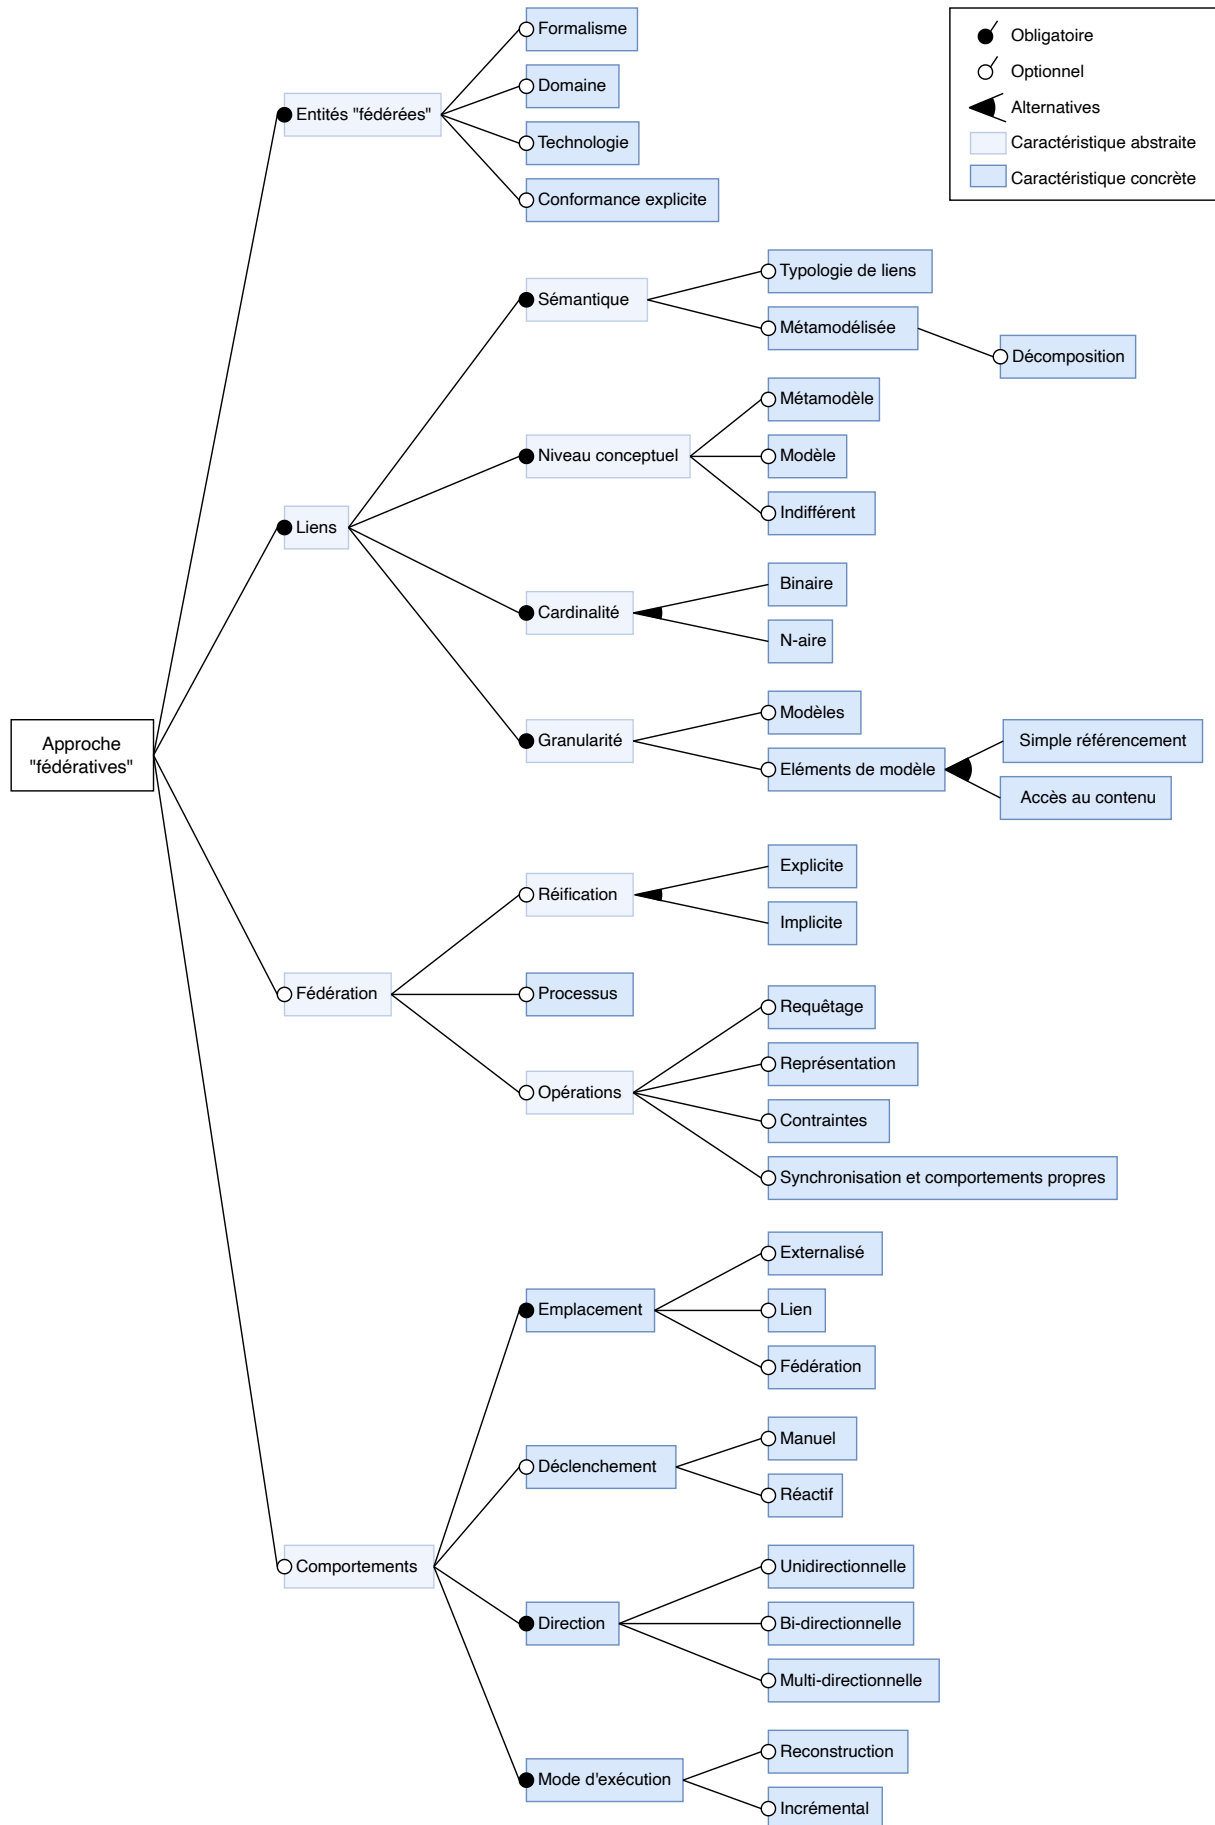 Formalisme
Domaine
Entités "fédérées"
Technologie
Conformance explicite
Obligatoire
Optionnel
Alternatives
Caractéristique abstraite
Caractéristique concrète
Typologie de liens
Sémantique
Métamodélisée
Décomposition
Métamodèle
Niveau conceptuel
Modèle
Indifférent
Liens
Binaire
Cardinalité
N-aire
Modèles
Granularité
Eléments de modèle
Simple référencement
Accès au contenu
Approche
"fédératives"
Explicite
Réification
Implicite
Fédération
Processus
Requêtage
Représentation
Opérations
Contraintes
Synchronisation et comportements propres
Externalisé
Emplacement
Lien
Fédération
Manuel
Déclenchement
Réactif
Comportements
Unidirectionnelle
Direction
Bi-directionnelle
Multi-directionnelle
Reconstruction
Mode d'exécution
Incrémental